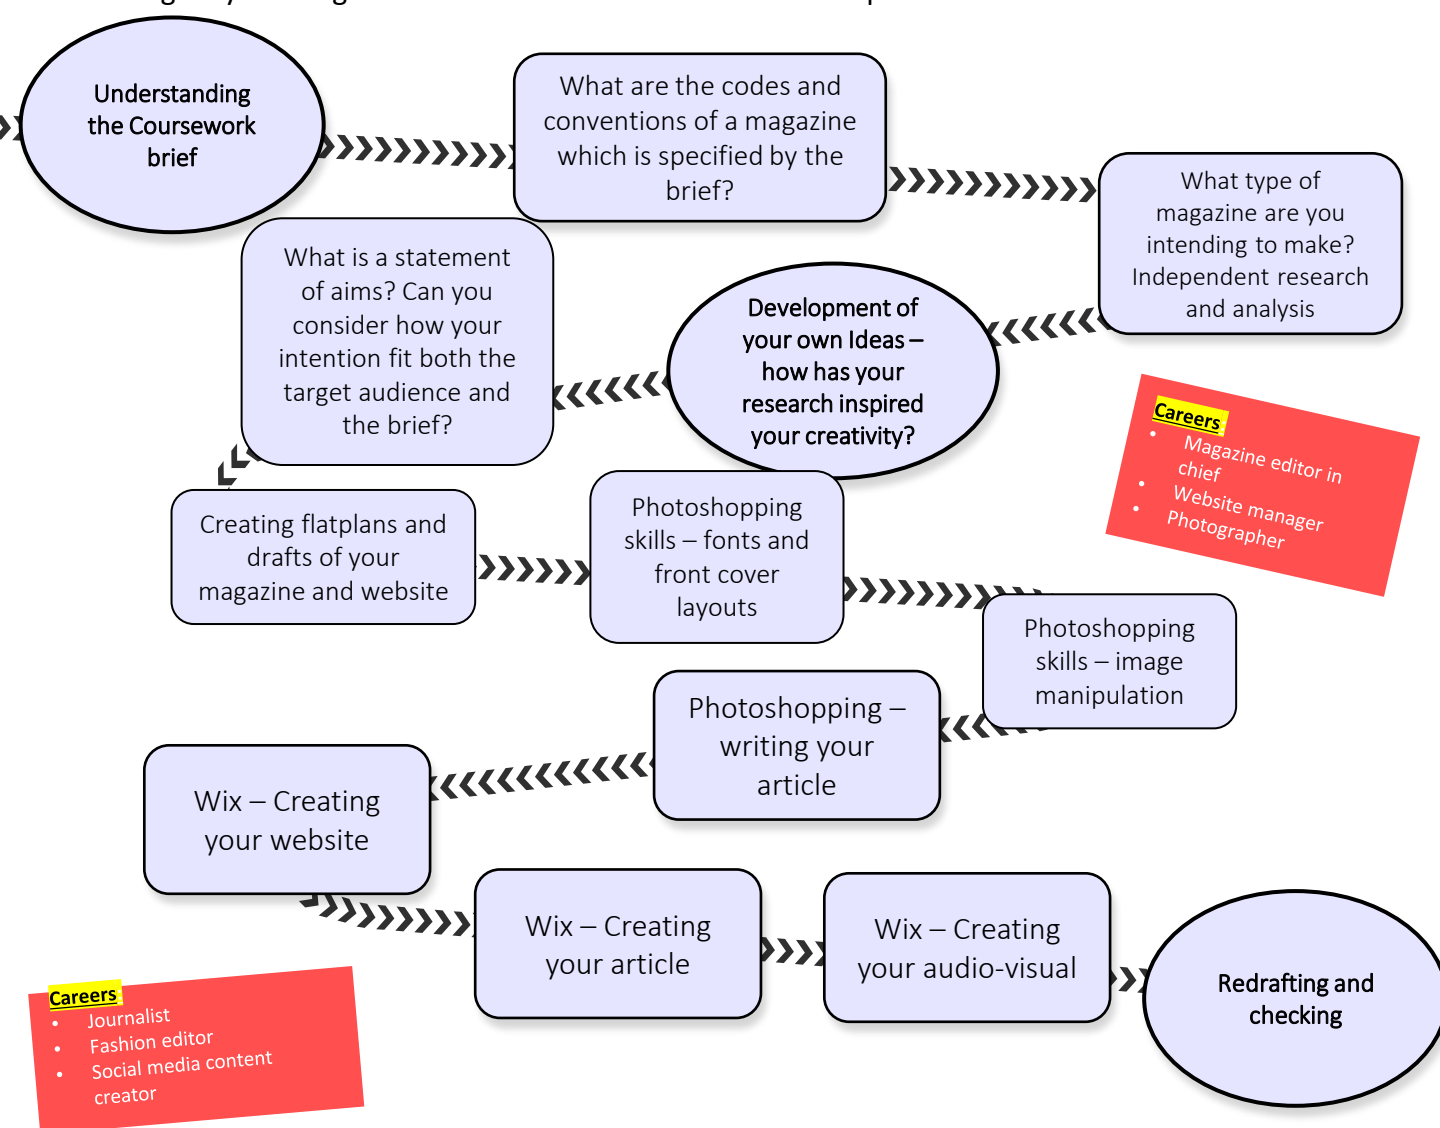 Understanding
the Coursework
brief
What are the codes and
conventions of a magazine
which is specified by the
brief?
What type of
magazine are you
intending to make?
Independent research
and analysis
Development of
your own Ideas –
how has your
research inspired
your creativity?
What is a statement
of aims? Can you
consider how your
intention fit both the
target audience and
the brief?
Careers
• Magazine editor in
chief
• Website manager
• Photographer
Creating flatplans and
drafts of your
magazine and website
Photoshopping
skills – fonts and
front cover
layouts
Photoshopping
skills – image
manipulation
Photoshopping –
writing your
article
Wix – Creating
your website
Wix – Creating
your article
Wix – Creating
your audio-visual
Redrafting and
checking
Careers
• Journalist
• Fashion editor
• Social media content
creator